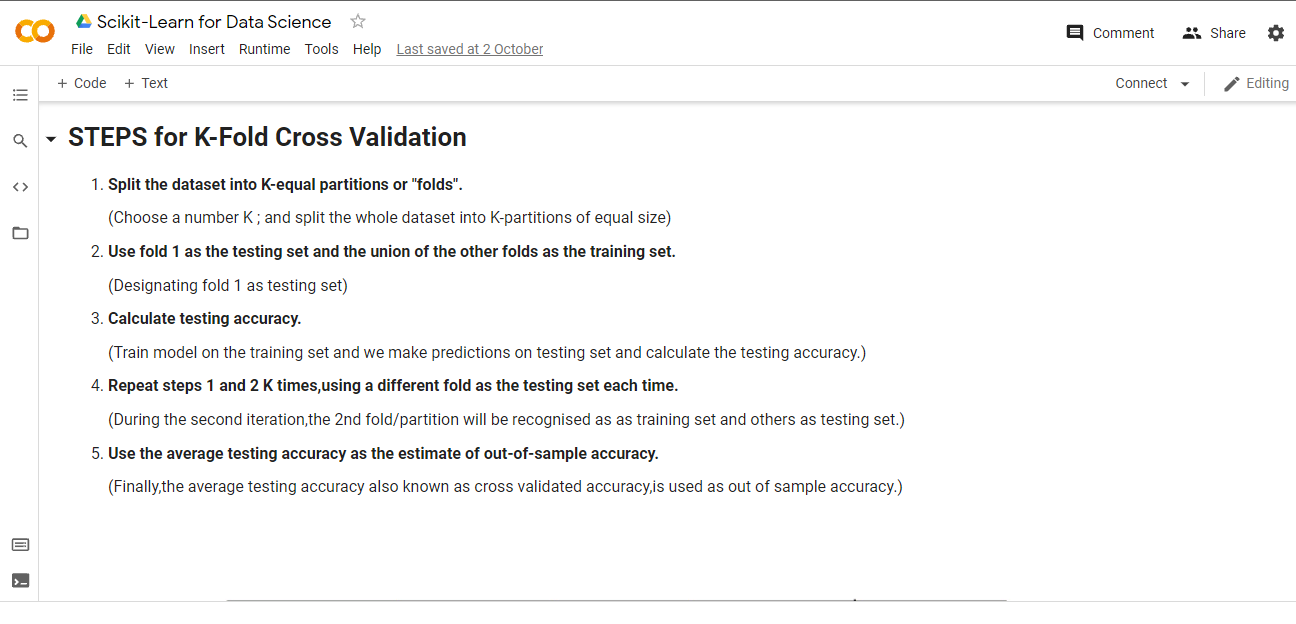 Scikit-Learn for Data Science
File Edit View Insert Runtime Tools Help Last saved at 2 October
Comment Share
+ Code + Text
Connect Editing
STEPS for K-Fold Cross Validation
1. Split the dataset into K-equal partitions or "folds".
(Choose a number K ; and split the whole dataset into K-partitions of equal size)
2. Use fold 1 as the testing set and the union of the other folds as the training set.
(Designating fold 1 as testing set)
3. Calculate testing accuracy.
(Train model on the training set and we make predictions on testing set and calculate the testing accuracy.)
4. Repeat steps 1 and 2 K times,using a different fold as the testing set each time.
(During the second iteration,the 2nd fold/partition will be recognised as as training set and others as testing set.)
5. Use the average testing accuracy as the estimate of out-of-sample accuracy.
(Finally,the average testing accuracy also known as cross validated accuracy,is used as out of sample accuracy.)